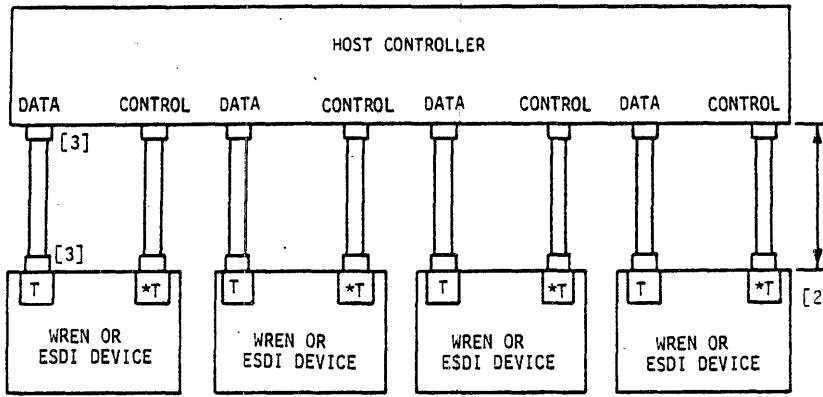 HOST CONTROLLER
DATA CONTROL DATA CONTROL DATA CONTROL DATA CONTROL
[3]
[3]
T *T T *T T *T T *T
[2
WREN OR WREN OR WREN OR WREN OR
ESDI DEVICE ESDI DEVICE ESDI DEVICE ESDI DEVICE